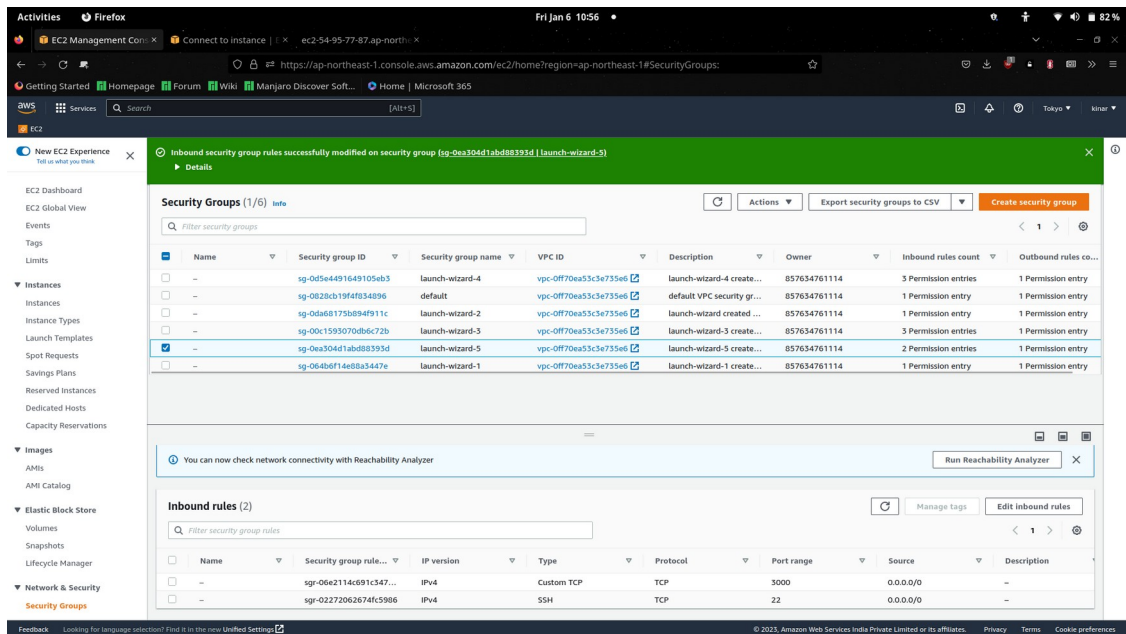 Activities Firefox Fri Jan 6 10:56 82 %
EC2 Management Cons × Connect to instance | × ec2-54-95-77-87.ap-northe ×
https://ap-northeast-1.console.aws.amazon.com/ec2/home?region=ap-northeast-1#SecurityGroups:
Getting Started Homepage Forum Wiki Manjaro Discover Soft... Home | Microsoft 365
aws Services Search [Alt+S] Tokyo ▼ kinar ▼
EC2
New EC2 Experience
Tell us what you think
EC2 Dashboard
EC2 Global View
Events
Tags
Limits
▼ Instances
Instances
Instance Types
Launch Templates
Spot Requests
Savings Plans
Reserved Instances
Dedicated Hosts
Capacity Reservations
▼ Images
AMIs
AMI Catalog
▼ Elastic Block Store
Volumes
Snapshots
Lifecycle Manager
▼ Network & Security
Security Groups
Inbound security group rules successfully modified on security group (sg-0ea304d1abd88393d | launch-wizard-5)
▶ Details
Security Groups (1/6) Info Actions ▼ Export security groups to CSV ▼ Create security group
Filter security groups < 1 >
Name Security group ID Security group name VPC ID Description Owner Inbound rules count Outbound rules co...
– sg-0d5e4491649105eb3 launch-wizard-4 vpc-0ff70ea53c3e735e6 launch-wizard-4 create... 857634761114 3 Permission entries 1 Permission entry
– sg-0828cb19f4f834896 default vpc-0ff70ea53c3e735e6 default VPC security gr... 857634761114 1 Permission entry 1 Permission entry
– sg-0da68175b894f911c launch-wizard-2 vpc-0ff70ea53c3e735e6 launch-wizard created ... 857634761114 1 Permission entry 1 Permission entry
– sg-00c1593070db6c72b launch-wizard-3 vpc-0ff70ea53c3e735e6 launch-wizard-3 create... 857634761114 3 Permission entries 1 Permission entry
– sg-0ea304d1abd88393d launch-wizard-5 vpc-0ff70ea53c3e735e6 launch-wizard-5 create... 857634761114 2 Permission entries 1 Permission entry
– sg-064b6f14e88a3447e launch-wizard-1 vpc-0ff70ea53c3e735e6 launch-wizard-1 create... 857634761114 1 Permission entry 1 Permission entry
You can now check network connectivity with Reachability Analyzer Run Reachability Analyzer
Inbound rules (2) Manage tags Edit inbound rules
Filter security group rules < 1 >
Name Security group rule... IP version Type Protocol Port range Source Description
– sgr-06e2114c691c347... IPv4 Custom TCP TCP 3000 0.0.0.0/0 –
– sgr-02272062674fc5986 IPv4 SSH TCP 22 0.0.0.0/0 –
Feedback Looking for language selection? Find it in the new Unified Settings © 2023, Amazon Web Services India Private Limited or its affiliates. Privacy Terms Cookie preferences